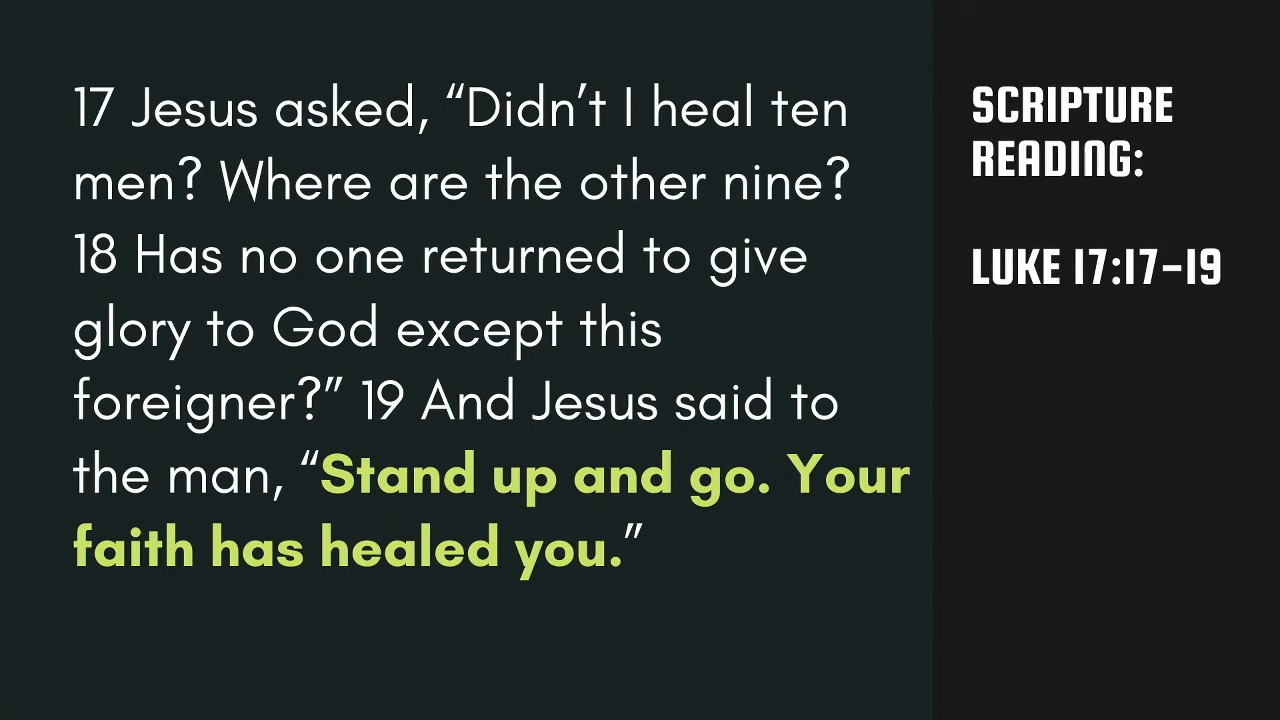 17 Jesus asked, “Didn’t I heal ten
men? Where are the other nine?
18 Has no one returned to give
glory to God except this
foreigner?” 19 And Jesus said to
the man, “Stand up and go. Your
faith has healed you.”
SCRIPTURE
READING:
LUKE 17:17-19